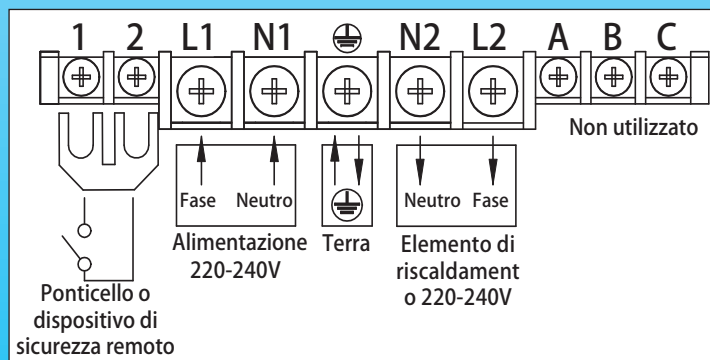 1 2 L1 N1 N2 L2 A B C
Non utilizzato
Fase Neutro
Neutro Fase
Alimentazione
220-240V
Terra
Elemento di
riscaldament
o 220-240V
Ponticello o
dispositivo di
sicurezza remoto